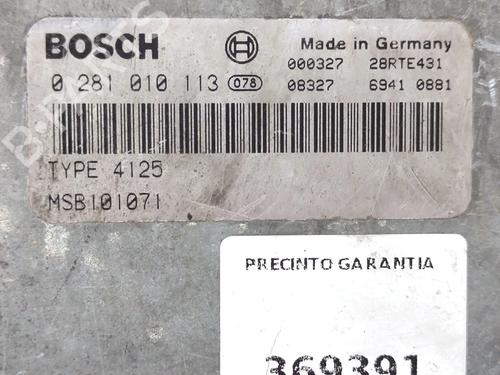 BOSCH
Made in Germany
0 281 010 113 078
000327 28RTE431
08327 6941 0881
TYPE 4125
MSB101071
PRECINTO GARANTIA
369391
B-PARTS